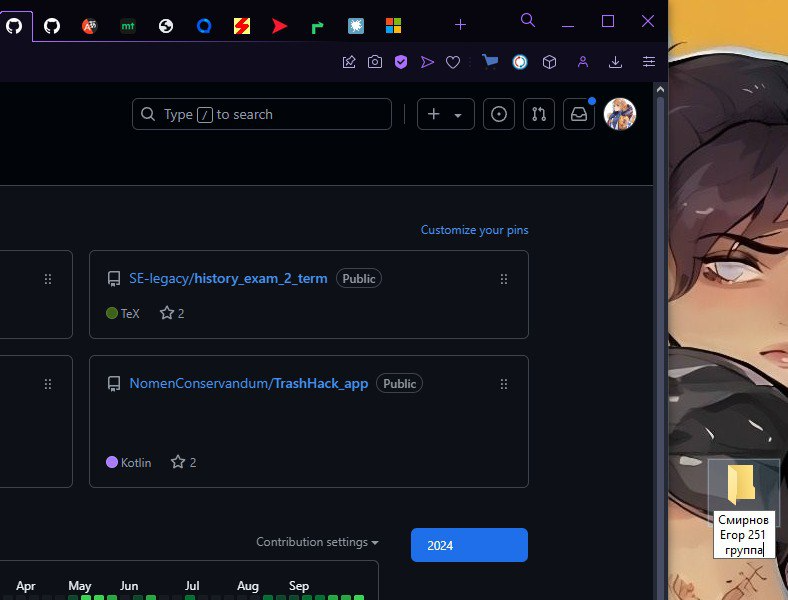 mt
Type / to search
Customize your pins
SE-legacy/history_exam_2_term Public
TeX 2
NomenConservandum/TrashHack_app Public
Kotlin 2
Contribution settings
2024
Apr May Jun Jul Aug Sep
Смирнов
Егор 251
группа